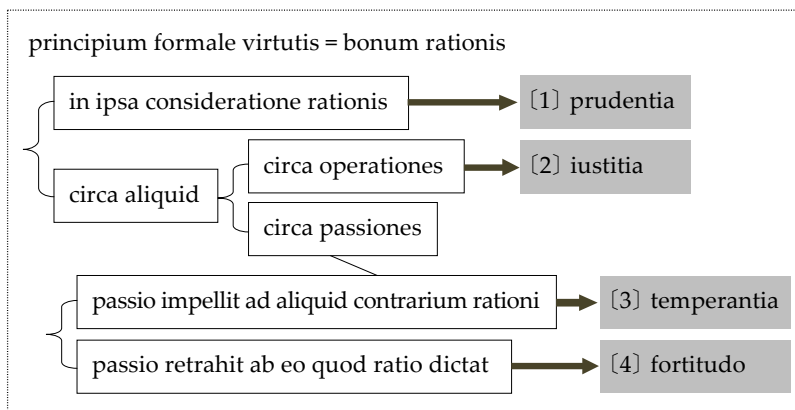 principium formale virtutis = bonum rationis
in ipsa consideratone rationis
〔1〕 prudentia
circa operationes
〔2〕 iustitia
circa aliquid
circa passiones
passio impellit ad aliquid contrarium rationi
〔3〕 temperantia
passio retrahit ab eo quod ratio dictat
〔4〕 fortitudo